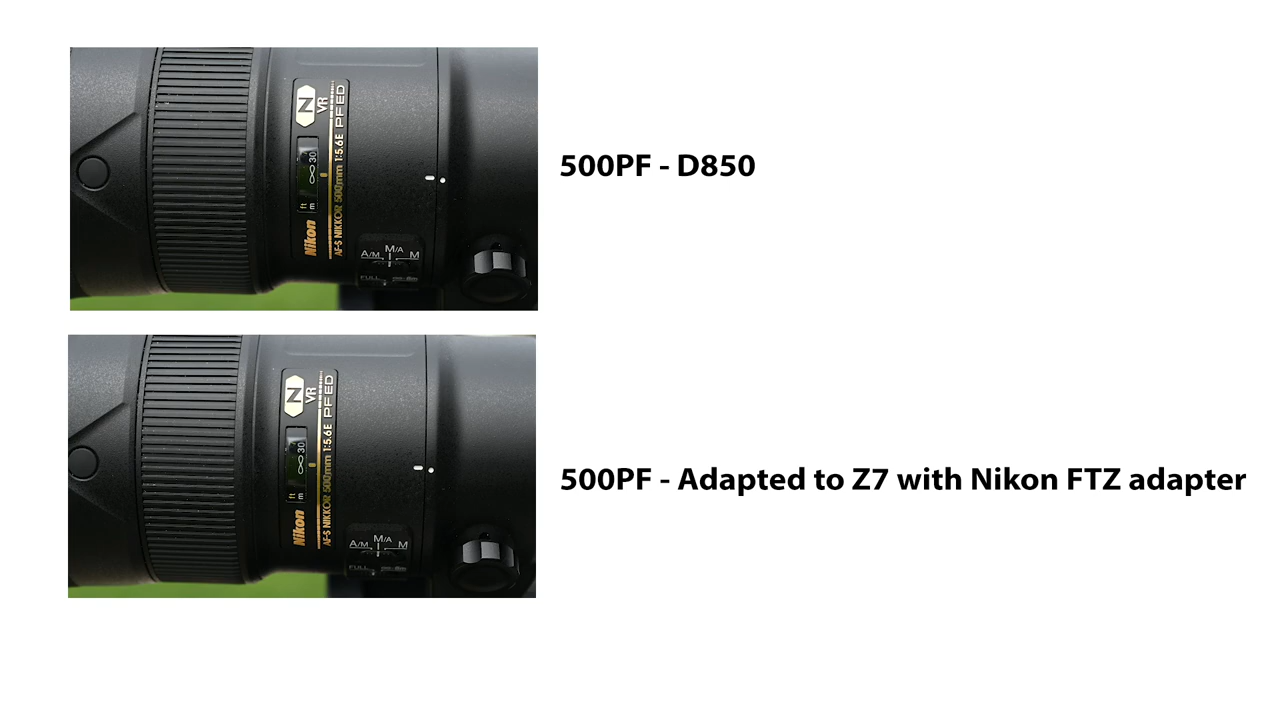 N
VR
AF-S NIKKOR 500mm 1:5.6E PF ED
∞ 30
ft
m
Nikon
M/A
A/M M
FULL
500PF - D850
N
VR
AF-S NIKKOR 500mm 1:5.6E PF ED
∞ 30
ft
m
Nikon
M/A
A/M M
FULL
500PF - Adapted to Z7 with Nikon FTZ adapter